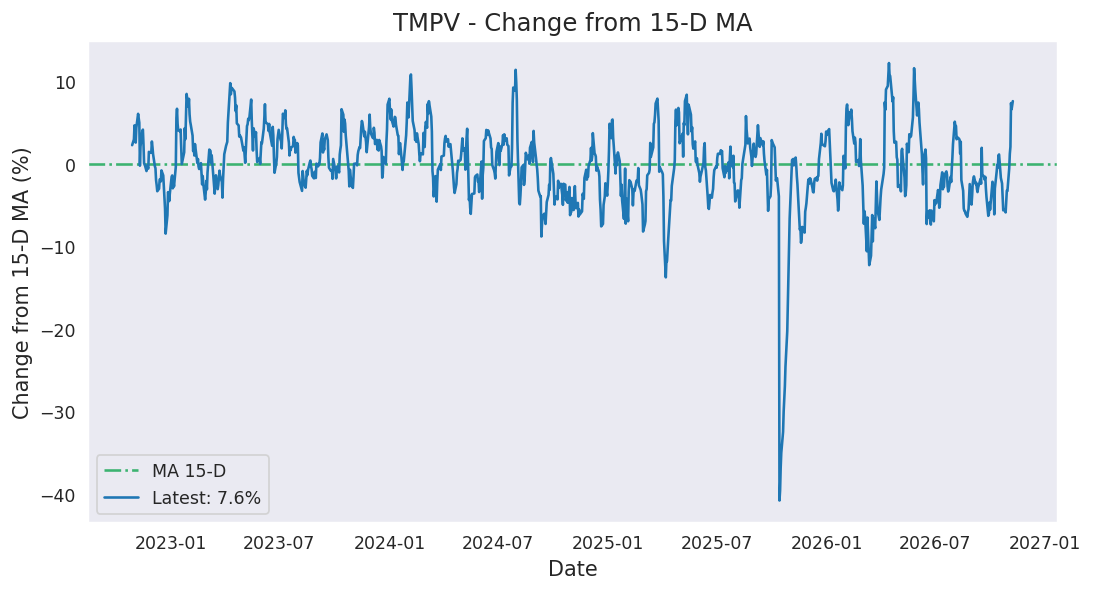 TMPV - Change from 15-D MA
Change from 15-D MA (%)
10
0
−10
−20
−30
−40
MA 15-D
Latest: 7.6%
2023-01 2023-07 2024-01 2024-07 2025-01 2025-07 2026-01 2026-07 2027-01
Date